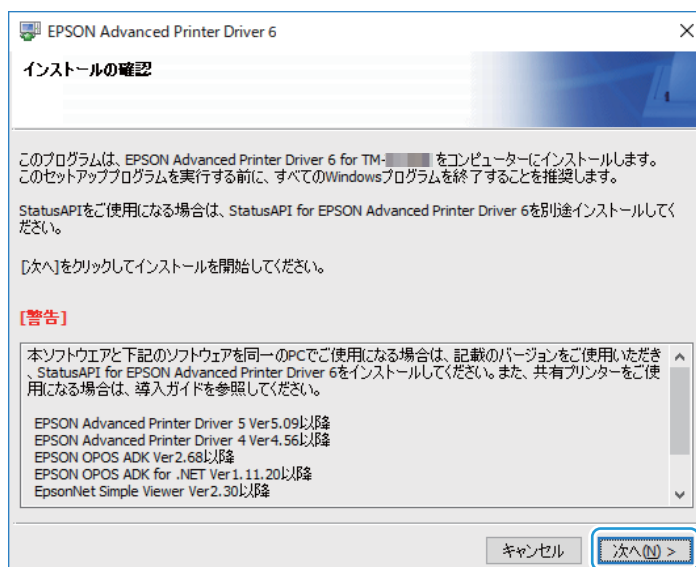 EPSON Advanced Printer Driver 6
インストールの確認
このプログラムは、EPSON Advanced Printer Driver 6 for TM- をコンピューターにインストールします。
このセットアッププログラムを実行する前に、すべてのWindowsプログラムを終了することを推奨します。
StatusAPIをご使用になる場合は、StatusAPI for EPSON Advanced Printer Driver 6を別途インストールしてく
ださい。
[次へ]をクリックしてインストールを開始してください。
[警告]
本ソフトウエアと下記のソフトウェアを同一のPCでご使用になる場合は、記載のバージョンをご使用いただき
、StatusAPI for EPSON Advanced Printer Driver 6をインストールしてください。また、共有プリンターをご使
用になる場合は、導入ガイドを参照してください。
EPSON Advanced Printer Driver 5 Ver5.09以降
EPSON Advanced Printer Driver 4 Ver4.56以降
EPSON OPOS ADK Ver2.68以降
EPSON OPOS ADK for .NET Ver1.11.20以降
EpsonNet Simple Viewer Ver2.30以降
キャンセル
次へ(N) >